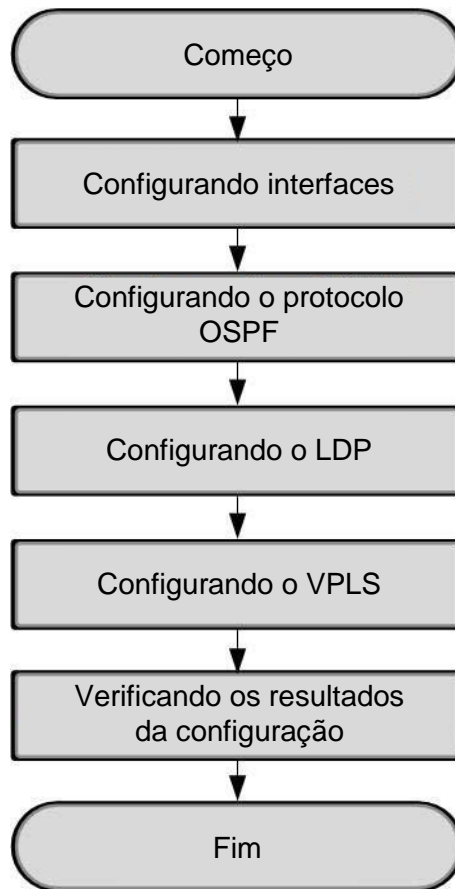 Começo
Configurando interfaces
Configurando o protocolo
OSPF
Configurando o LDP
Configurando o VPLS
Verificando os resultados
da configuração
Fim